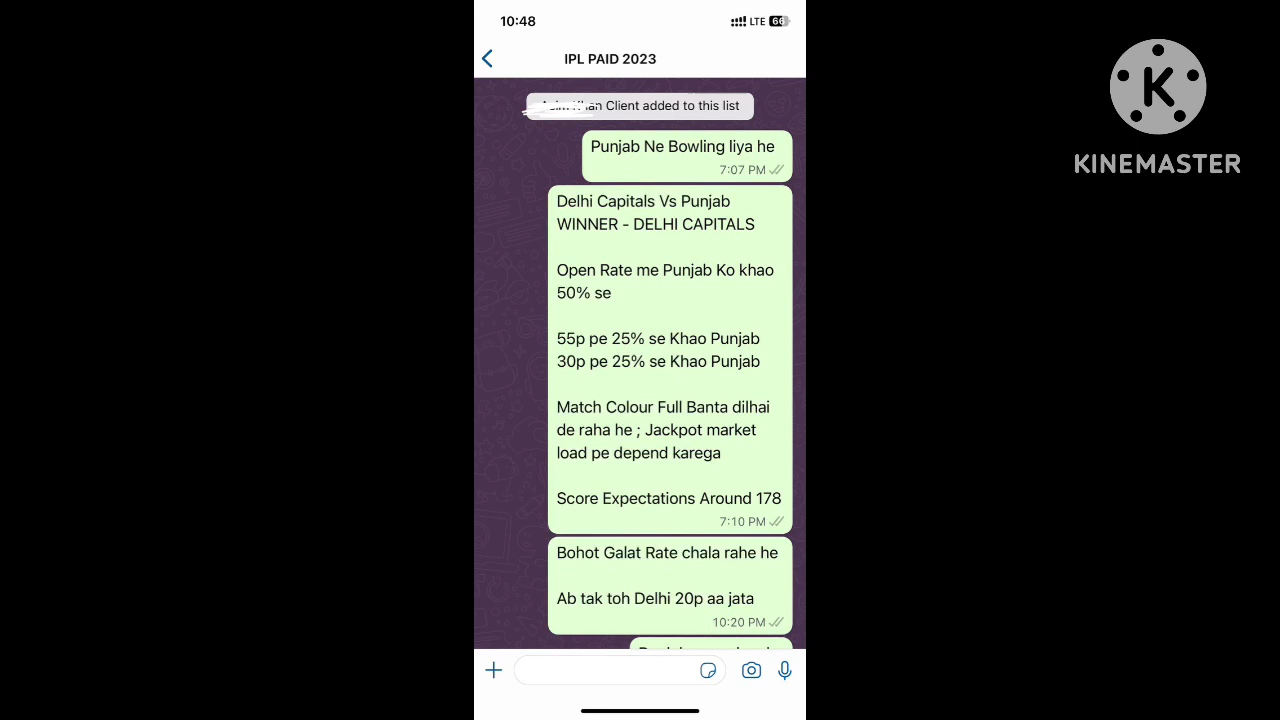 10:48
LTE 66
IPL PAID 2023
Client added to this list
Punjab Ne Bowling liya he
7:07 PM
Delhi Capitals Vs Punjab
WINNER - DELHI CAPITALS
Open Rate me Punjab Ko khao
50% se
55p pe 25% se Khao Punjab
30p pe 25% se Khao Punjab
Match Colour Full Banta dilhai
de raha he ; Jackpot market
load pe depend karega
Score Expectations Around 178
7:10 PM
Bohot Galat Rate chala rahe he
Ab tak toh Delhi 20p aa jata
10:20 PM
K
KINEMASTER